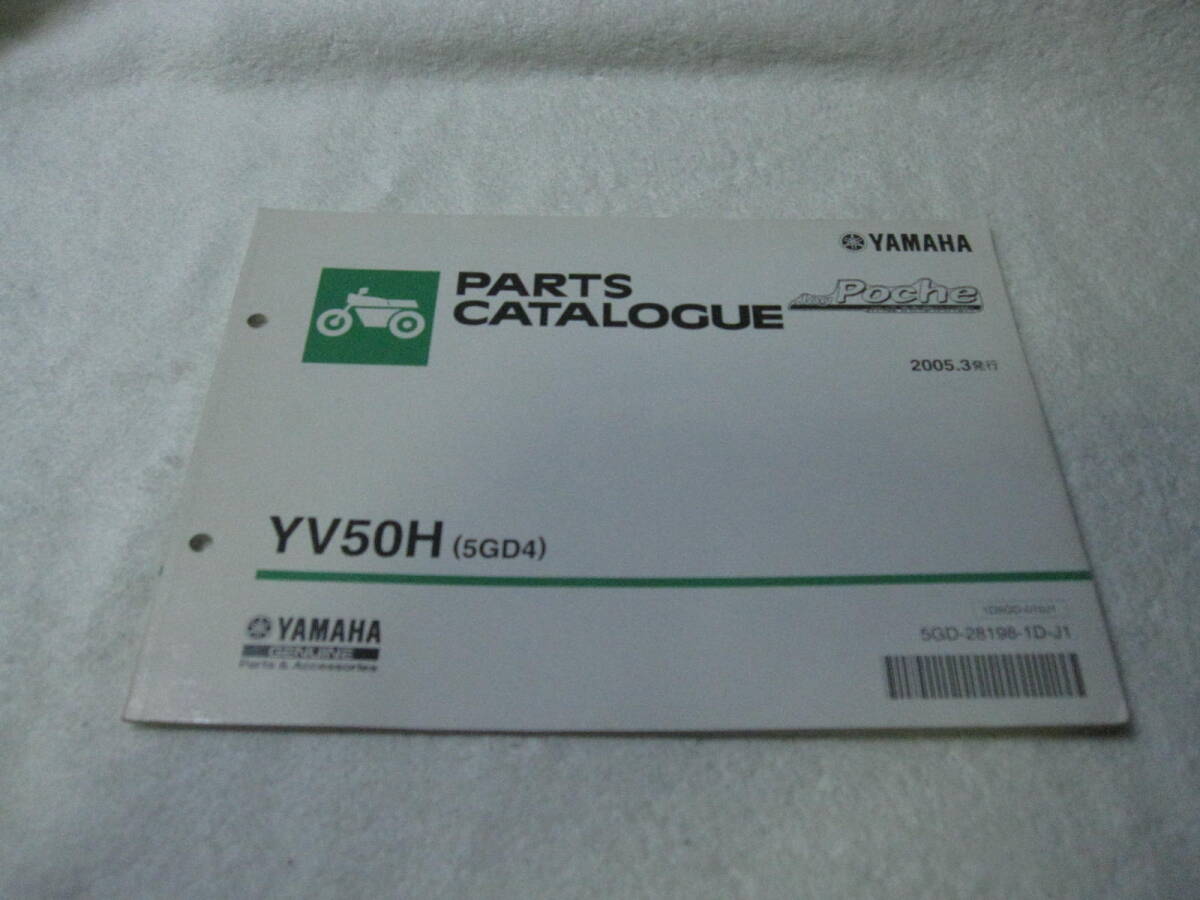 YAMAHA
PARTS
CATALOGUE
Poche
2005.3発行
YV50H (5GD4)
YAMAHA
GENUINE
Parts & Accessories
5GD-28198-1D-J1